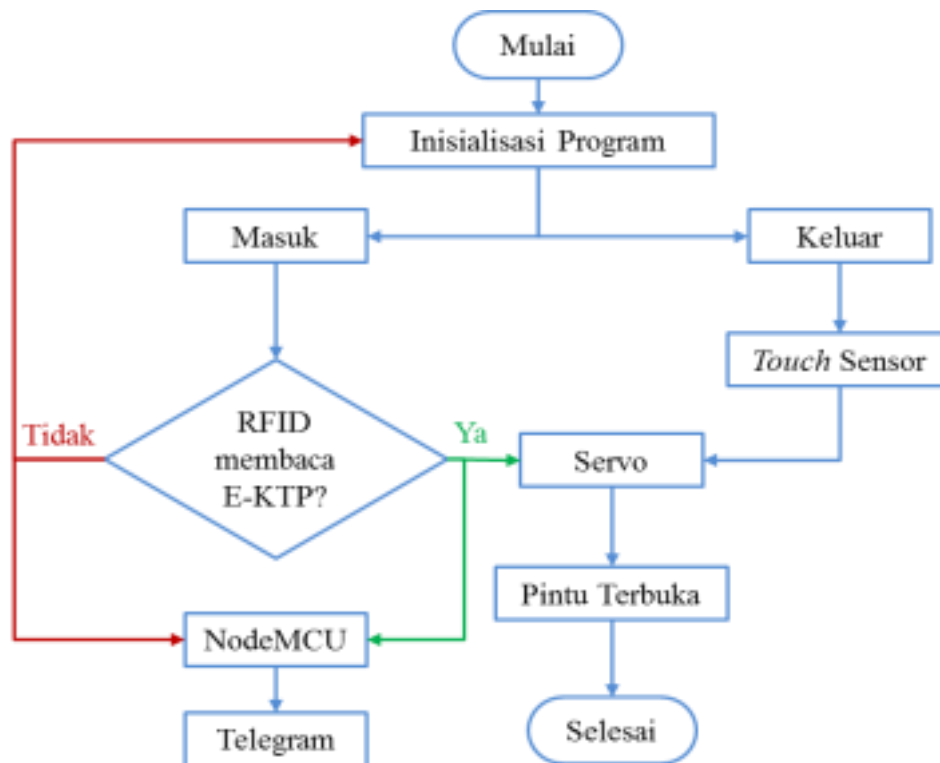 Mulai
Inisialisasi Program
Masuk
Keluar
Touch Sensor
Tidak
RFID
membaca
E-KTP?
Ya
Servo
Pintu Terbuka
NodeMCU
Telegram
Selesai